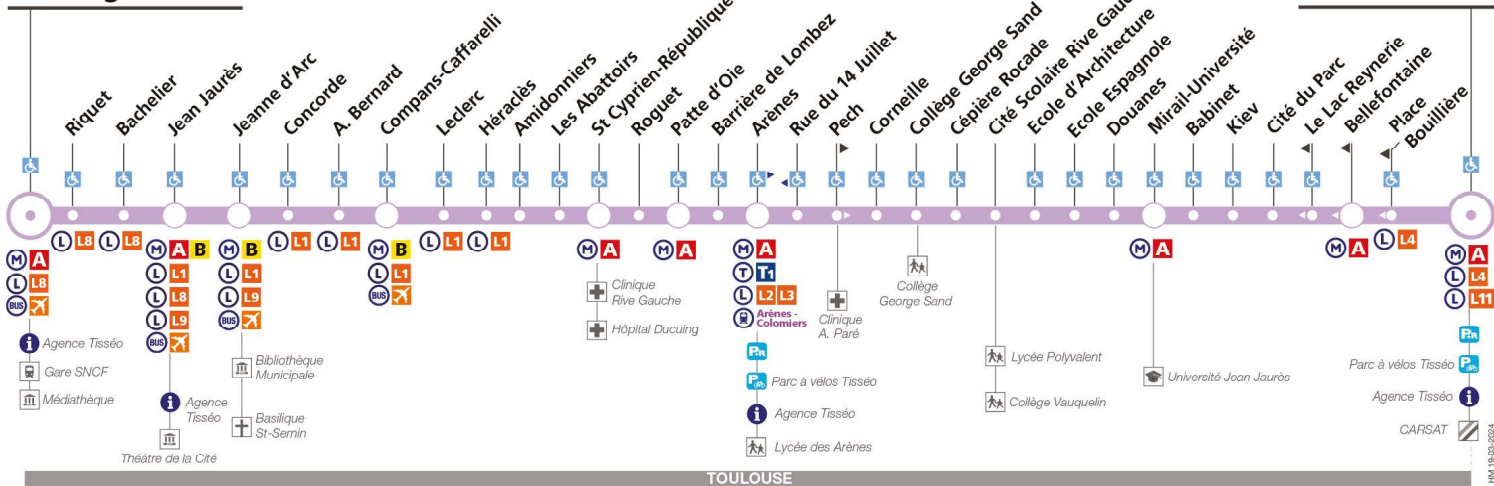 Riquet
Bachelier
Jean Jaurès
Jeanne d'Arc
Concorde
A. Bernard
Compans-Caffarelli
Leclerc
Héraclès
Amidonniers
Les Abattoirs
St Cyprien-République
Roguet
Patte d'Oie
Barrière de Lombez
Arènes
Rue du 14 Juillet
Pech
Corneille
Collège George Sand
Cépière Rocade
Cité Scolaire Rive
Ecole d'Architecture
Ecole Espagnole
Douanes
Mirail-Université
Babinet
Kiev
Cité du Parc
Le Lac Reynerie
Bellefontaine
Place
Bouillière
M A
L L8
BUS
Agence Tisséo
Gare SNCF
Médiathèque
L L8
L L8
M A B
L L1
L L8
L L9
BUS
Agence
Tisséo
Théâtre de la Cité
M B
L L1
L L9
BUS
Bibliothèque
Municipale
Basilique
St-Sernin
L L1
L L1
M B
L L1
BUS
L L1
L L1
M A
Clinique
Rive Gauche
Hôpital Ducuing
M A
M A
T T1
L L2 L3
Arènes -
Colomiers
P+R
Parc à vélos Tisséo
Agence Tisséo
Lycée des Arènes
Clinique
A. Paré
Collège
George Sand
Lycée Polyvalent
Collège Vauquelin
M A
Université Jean Jaurès
M A
L L4
M A
L L4
L L11
P+R
Parc à vélos Tisséo
Agence Tisséo
CARSAT
HM 19-03-2024
TOULOUSE